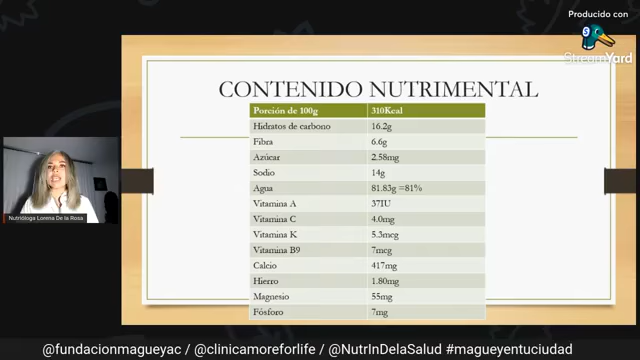 Producido con
StreamYard
CONTENIDO NUTRIMENTAL
Porción de 100g 310Kcal
Hidratos de carbono 16.2g
Fibra 6.6g
Azúcar 2.58mg
Sodio 14g
Agua 81.83g =81%
Vitamina A 37IU
Vitamina C 4.0mg
Vitamina K 5.3mcg
Vitamina B9 7mcg
Calcio 417mg
Hierro 1.80mg
Magnesio 55mg
Fósforo 7mg
Nutrióloga Lorena De la Rosa
@fundacionmagueyac / @clinicamoreforlife / @NutrInDelaSalud #magueyentuciudad